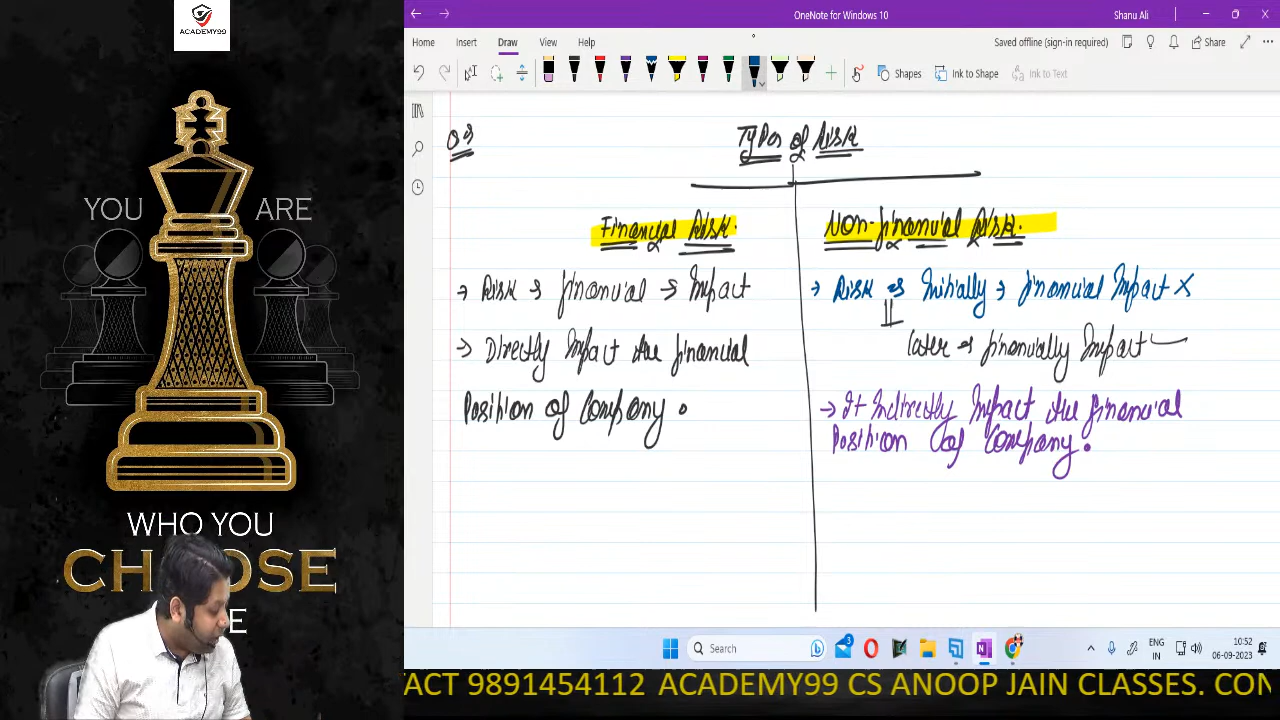 ACADEMY99
YOU ARE
WHO YOU
CHOOSE
E
OneNote for Windows 10
Shanu Ali
Home Insert Draw View Help
Saved offline (sign-in required)
Share
Shapes Ink to Shape Ink to Text
Q3
Types of Risk
Financial Risk.
→ Risk → financial → Impact
→ Directly Impact the financial
Position of Company.
Non-financial Risk.
→ Risk → Initially → financial Impact X
Later → financially Impact
→ It Indirectly Impact the financial
Position of Company.
Search
3
ENG
IN
10:52
06-09-2023
TACT 9891454112 ACADEMY99 CS ANOOP JAIN CLASSES. CON